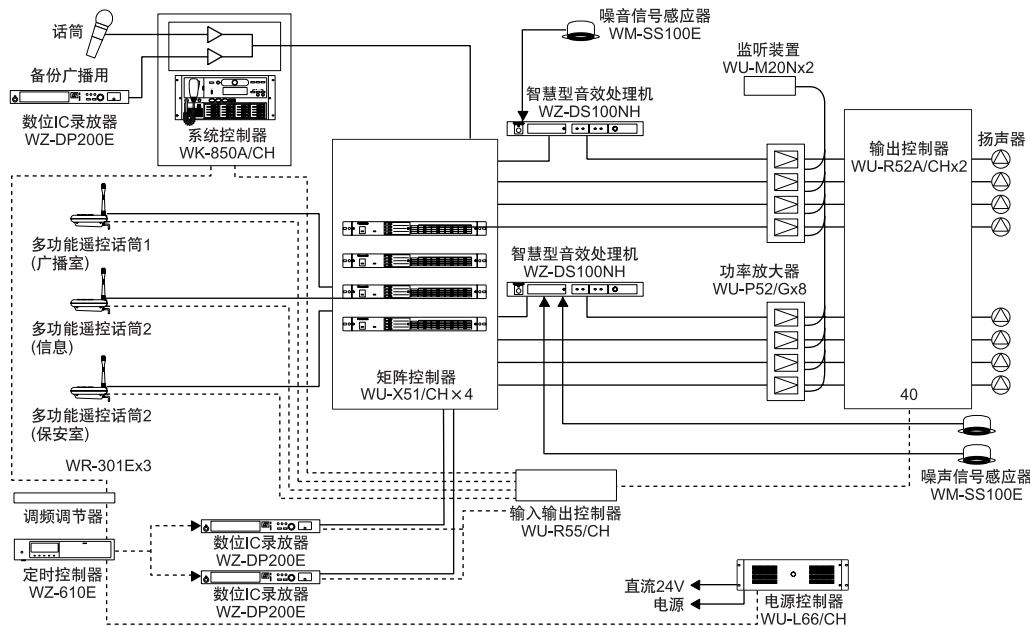 话筒
备份广播用
数位IC录放器
WZ-DP200E
系统控制器
WK-850A/CH
噪音信号感应器
WM-SS100E
监听装置
WU-M20Nx2
智慧型音效处理机
WZ-DS100NH
输出控制器
WU-R52A/CHx2
扬声器
多功能遥控话筒1
(广播室)
多功能遥控话筒2
(信息)
多功能遥控话筒2
(保安室)
WR-301Ex3
智慧型音效处理机
WZ-DS100NH
功率放大器
WU-P52/Gx8
矩阵控制器
WU-X51/CH×4
40
噪声信号感应器
WM-SS100E
调频调节器
定时控制器
WZ-610E
输入输出控制器
WU-R55/CH
数位IC录放器
WZ-DP200E
数位IC录放器
WZ-DP200E
直流24V
电源
电源控制器
WU-L66/CH